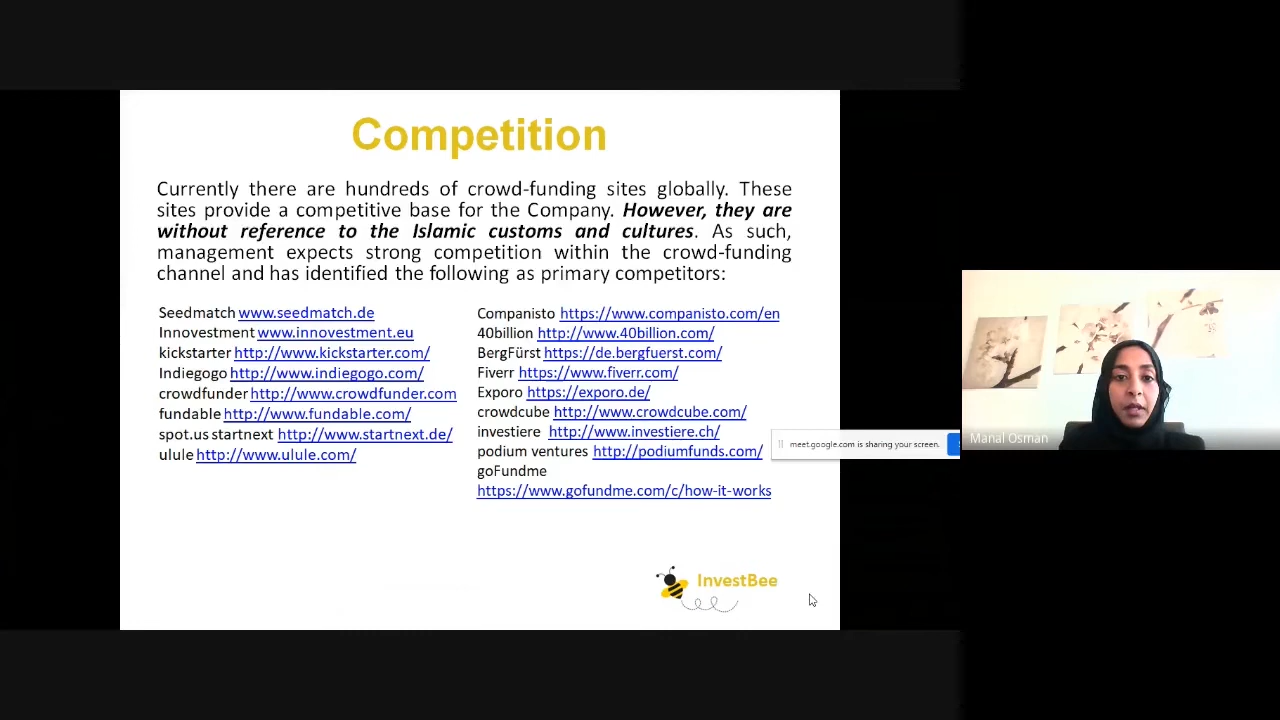 Competition
Currently there are hundreds of crowd-funding sites globally. These
sites provide a competitive base for the Company. However, they are
without reference to the Islamic customs and cultures. As such,
management expects strong competition within the crowd-funding
channel and has identified the following as primary competitors:
Seedmatch www.seedmatch.de
Innovestment www.innovestment.eu
kickstarter http://www.kickstarter.com/
Indiegogo http://www.indiegogo.com/
crowdfunder http://www.crowdfunder.com
fundable http://www.fundable.com/
spot.us startnext http://www.startnext.de/
ulule http://www.ulule.com/
Companisto https://www.companisto.com/en
40billion http://www.40billion.com/
BergFürst https://de.bergfuerst.com/
Fiverr https://www.fiverr.com/
Exporo https://exporo.de/
crowdcube http://www.crowdcube.com/
investiere http://www.investiere.ch/
podium ventures http://podiumfunds.com/
goFundme
https://www.gofundme.com/c/how-it-works
InvestBee
meet.google.com is sharing your screen.
Manal Osman